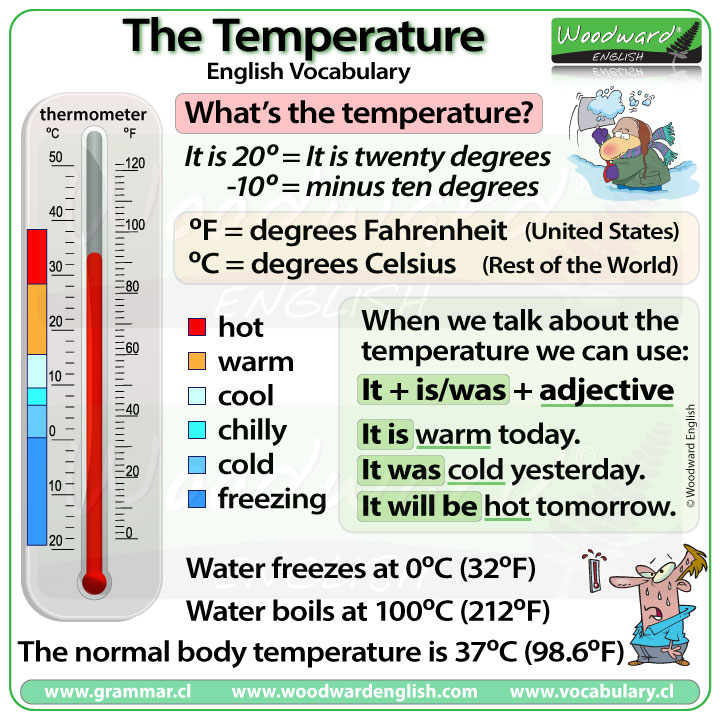 The Temperature
English Vocabulary
Woodward®
ENGLISH
thermometer
ºC ºF
50
40
30
20
10
0
10
20
120
100
80
60
40
20
0
What's the temperature?
It is 20º = It is twenty degrees
-10º = minus ten degrees
ºF = degrees Fahrenheit (United States)
ºC = degrees Celsius (Rest of the World)
hot
warm
cool
chilly
cold
freezing
When we talk about the
temperature we can use:
It + is/was + adjective
It is warm today.
It was cold yesterday.
It will be hot tomorrow.
© Woodward English
Woodward®
ENGLISH
Woodward®
ENGLISH
Water freezes at 0ºC (32ºF)
Water boils at 100ºC (212ºF)
The normal body temperature is 37ºC (98.6ºF)
www.grammar.cl www.woodwardenglish.com www.vocabulary.cl